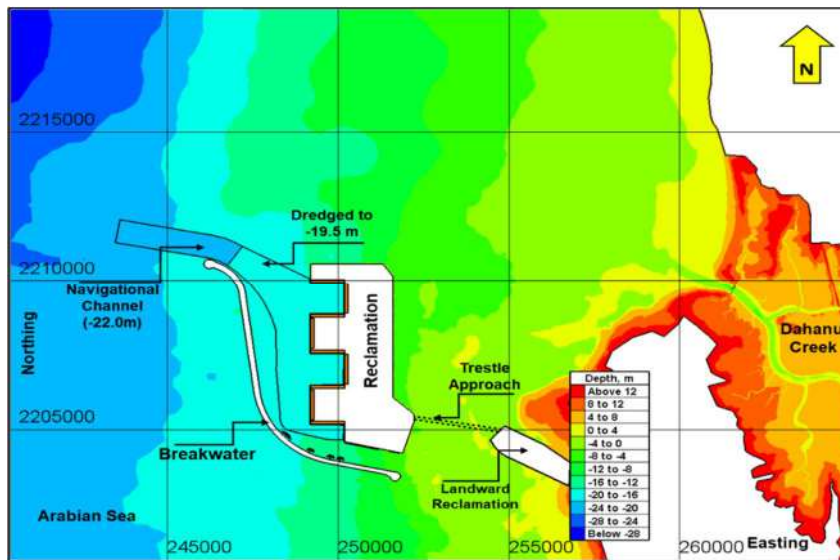 N
2215000
Dredged to
-19.5 m
2210000
Navigational
Channel
(-22.0m)
Northing
Reclamation
Dahanu
Creek
Trestle
Approach
Depth, m
Above 12
8 to 12
4 to 8
0 to 4
-4 to 0
-8 to -4
-12 to -8
-16 to -12
-20 to -16
-24 to -20
-28 to -24
Below -28
2205000
Breakwater
Landward
Reclamation
Arabian Sea
245000
250000
255000
260000
Easting